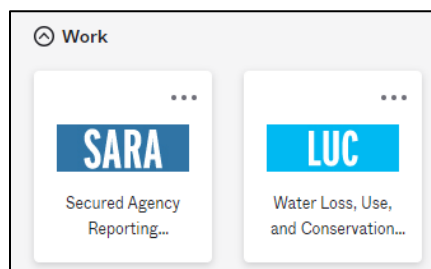 Work
SARA
LUC
Secured Agency
Reporting...
Water Loss, Use,
and Conservation...